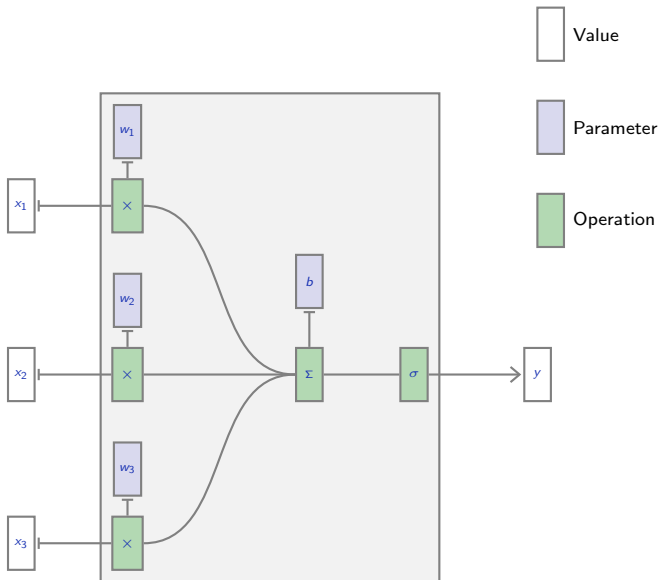 Value
w₁
Parameter
x₁
×
Operation
w₂
b
x₂
×
Σ
σ
y
w₃
x₃
×